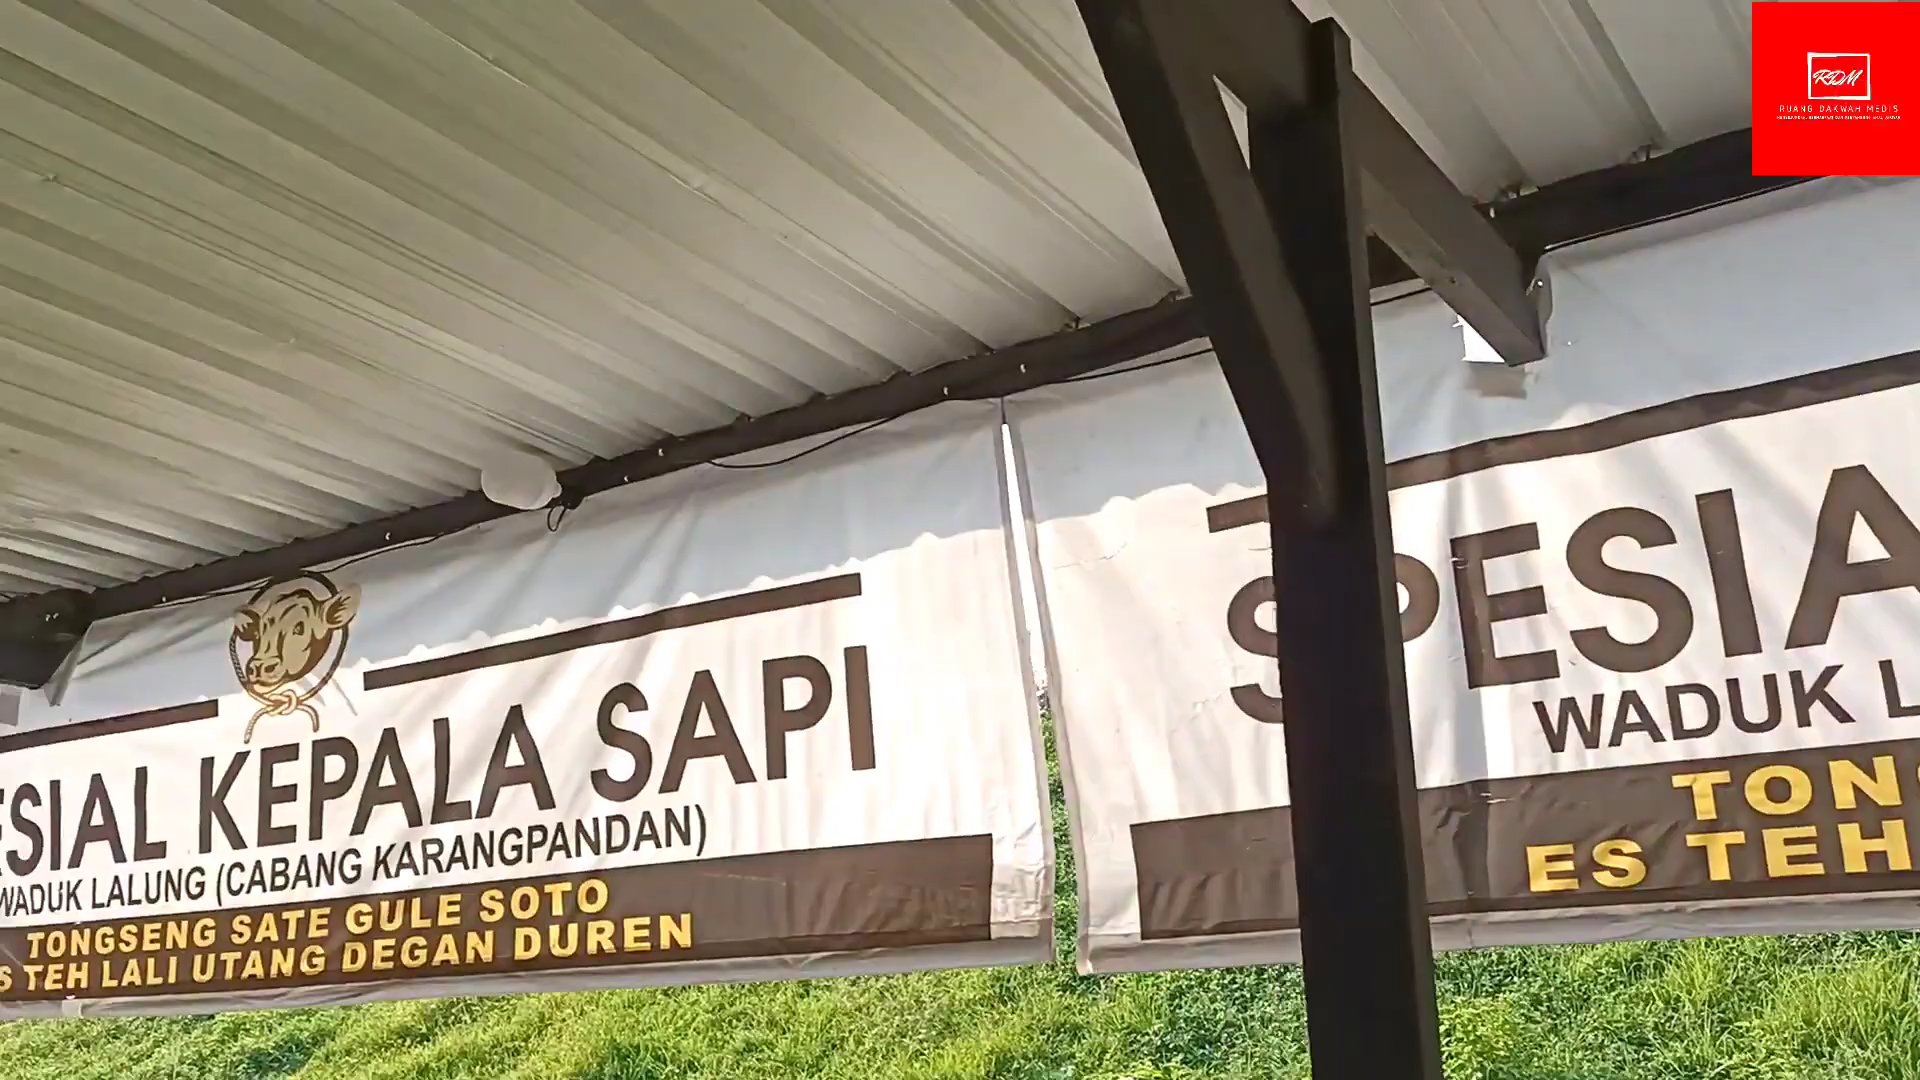 ESIAL KEPALA SAPI
WADUK LALUNG (CABANG KARANGPANDAN)
TONGSENG SATE GULE SOTO
S TEH LALI UTANG DEGAN DUREN
SPESIA
WADUK L
TONG
ES TEH
RDM
RUANG DAKWAH MEDIS